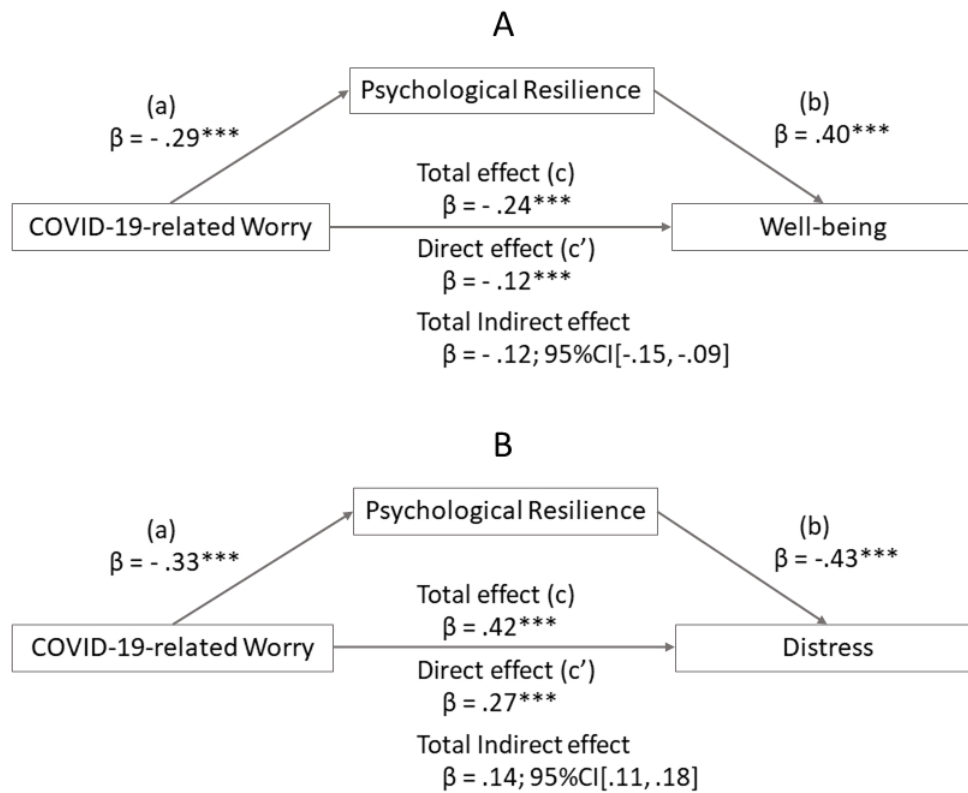 A
Psychological Resilience
(a)
β = - .29***
(b)
β = .40***
Total effect (c)
β = - .24***
COVID-19-related Worry
Well-being
Direct effect (c’)
β = - .12***
Total Indirect effect
β = - .12; 95%CI[-.15, -.09]
B
Psychological Resilience
(a)
β = - .33***
(b)
β = -.43***
Total effect (c)
β = .42***
COVID-19-related Worry
Distress
Direct effect (c’)
β = .27***
Total Indirect effect
β = .14; 95%CI[.11, .18]